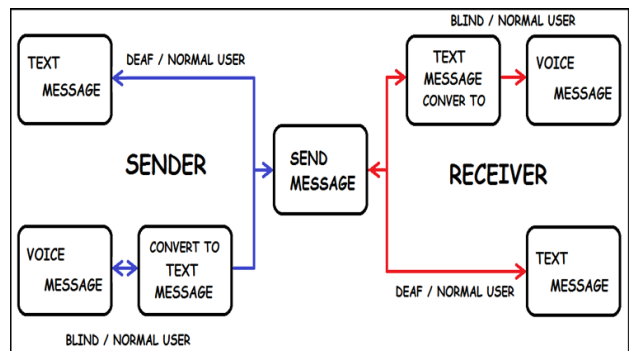 BLIND / NORMAL USER
TEXT
MESSAGE
DEAF / NORMAL USER
TEXT
MESSAGE
CONVER TO
VOICE
MESSAGE
SENDER
SEND
MESSAGE
RECEIVER
VOICE
MESSAGE
CONVERT TO
TEXT
MESSAGE
TEXT
MESSAGE
DEAF / NORMAL USER
BLIND / NORMAL USER